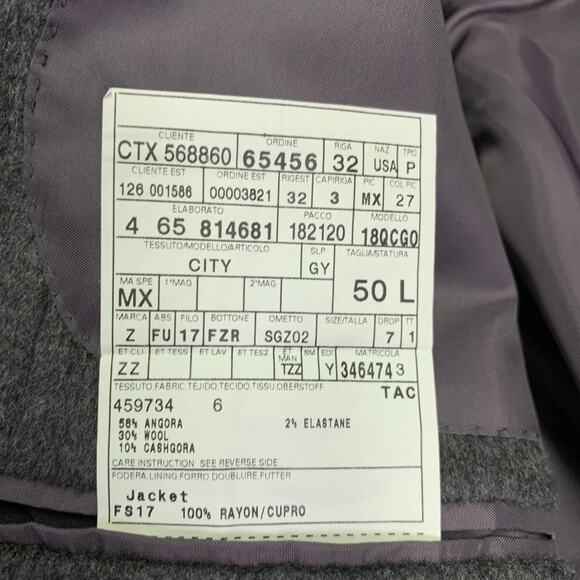 CLIENTE ORDINE RIGA NAZ TPO
CTX 568860 65456 32 USA P
CLIENTE EST ORDINE EST RIGEST CAPIRIGA PIC COL PIC
126 001586 00003821 32 3 MX 27
ELABORATO PACCO MODELLO
4 65 814681 182120 18QCG0
TESSUTO/MODELLO/ARTICOLO SLP TAGLIA/STATURA
CITY GY 50 L
MA SPE 1°MAG 2°MAG
MX
MARCA ABS FILO BOTTONE OMETTO SIZE/TALLA DROP TT
Z FU 17 FZR SGZ02 7 1
ET CLI ET TESS ET LAV ET TES2 ET MAN SM EDI MATRICOLA
ZZ TZZ Y 346474 3
TESSUTO.FABRIC.TEJIDO.TECIDO.TISSU.OBERSTOFF TAC
459734 6
58% ANGORA 2% ELASTANE
30% WOOL
10% CASHGORA
CARE INSTRUCTION SEE REVERSE SIDE
FODERA.LINING.FORRO.DOUBLURE.FUTTER
Jacket
FS17 100% RAYON/CUPRO